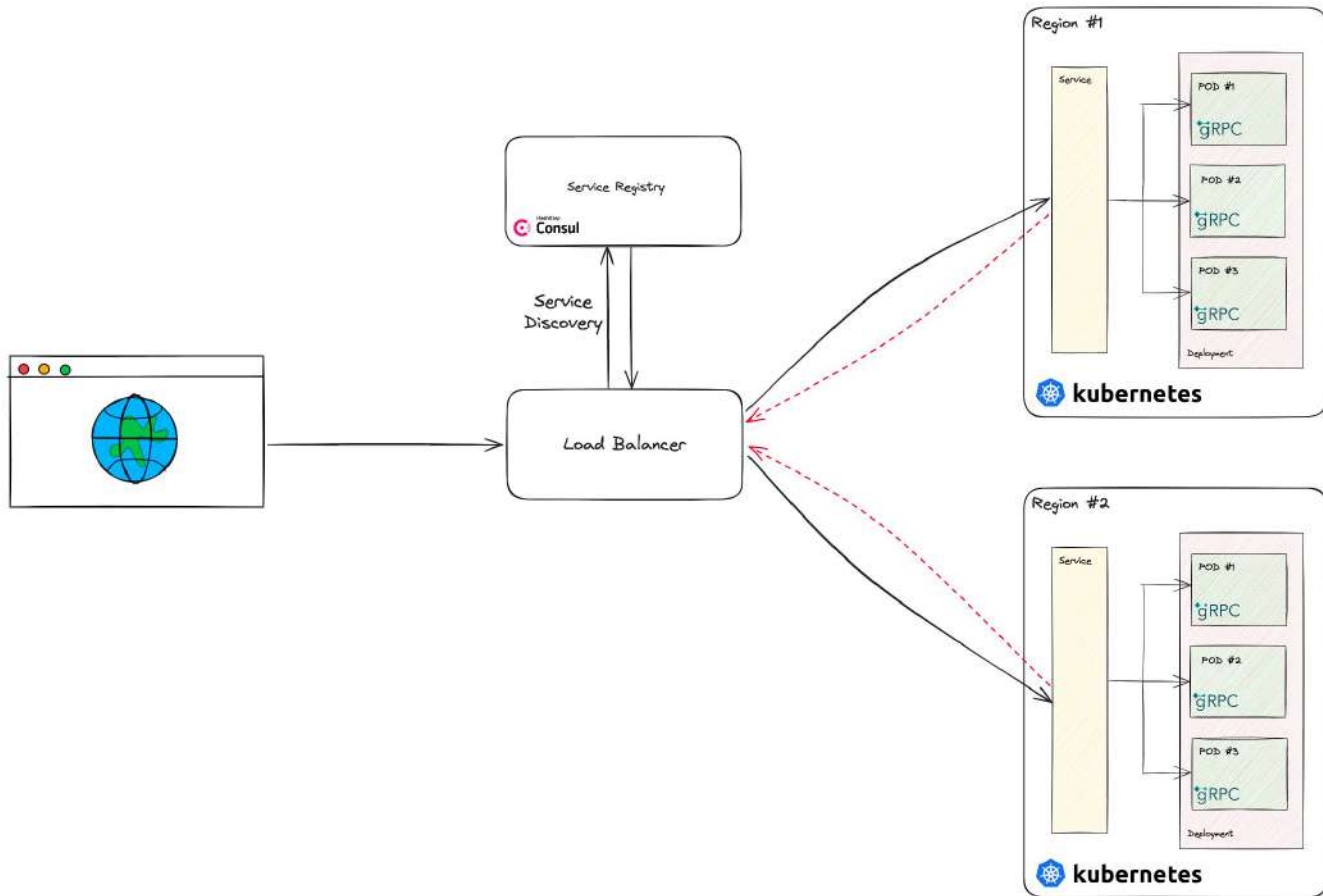 Region #1
Service
POD #1
gRPC
POD #2
gRPC
POD #3
gRPC
Deployment
kubernetes
Service Registry
HashiCorp
Consul
Service
Discovery
Load Balancer
Region #2
Service
POD #1
gRPC
POD #2
gRPC
POD #3
gRPC
Deployment
kubernetes